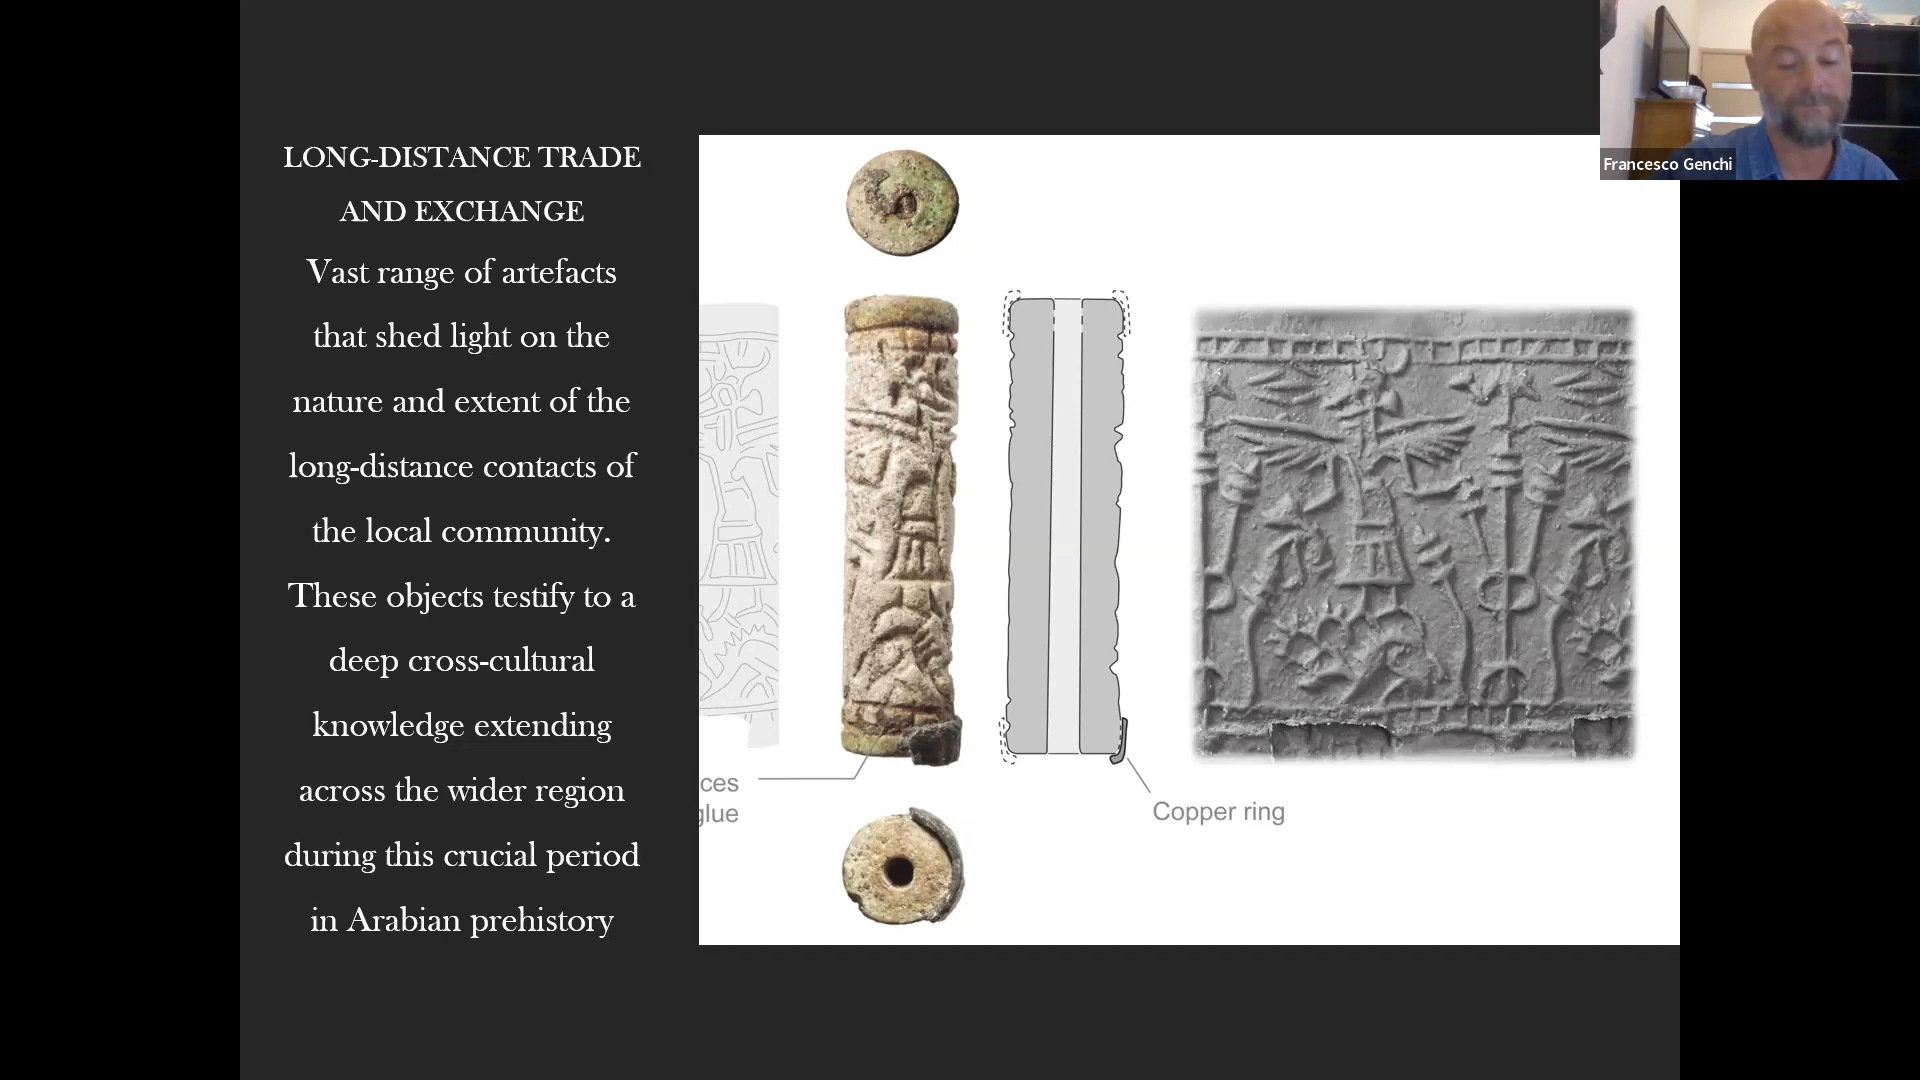 LONG-DISTANCE TRADE
AND EXCHANGE
Vast range of artefacts
that shed light on the
nature and extent of the
long-distance contacts of
the local community.
These objects testify to a
deep cross-cultural
knowledge extending
across the wider region
during this crucial period
in Arabian prehistory
ces
glue
Copper ring
Francesco Genchi